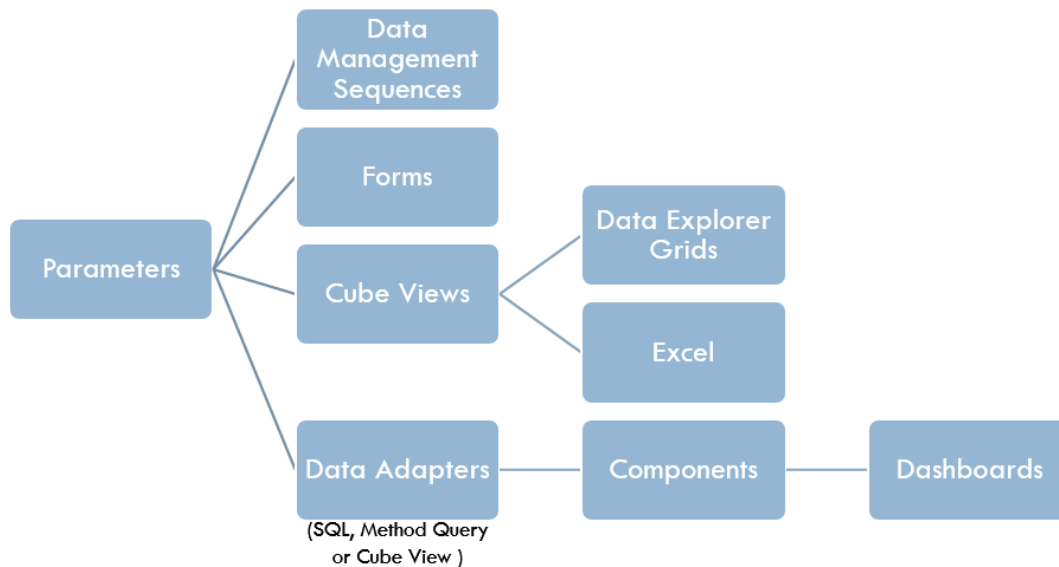 Data
Management
Sequences
Forms
Data Explorer
Grids
Parameters
Cube Views
Excel
Data Adapters
Components
Dashboards
(SQL, Method Query
or Cube View )